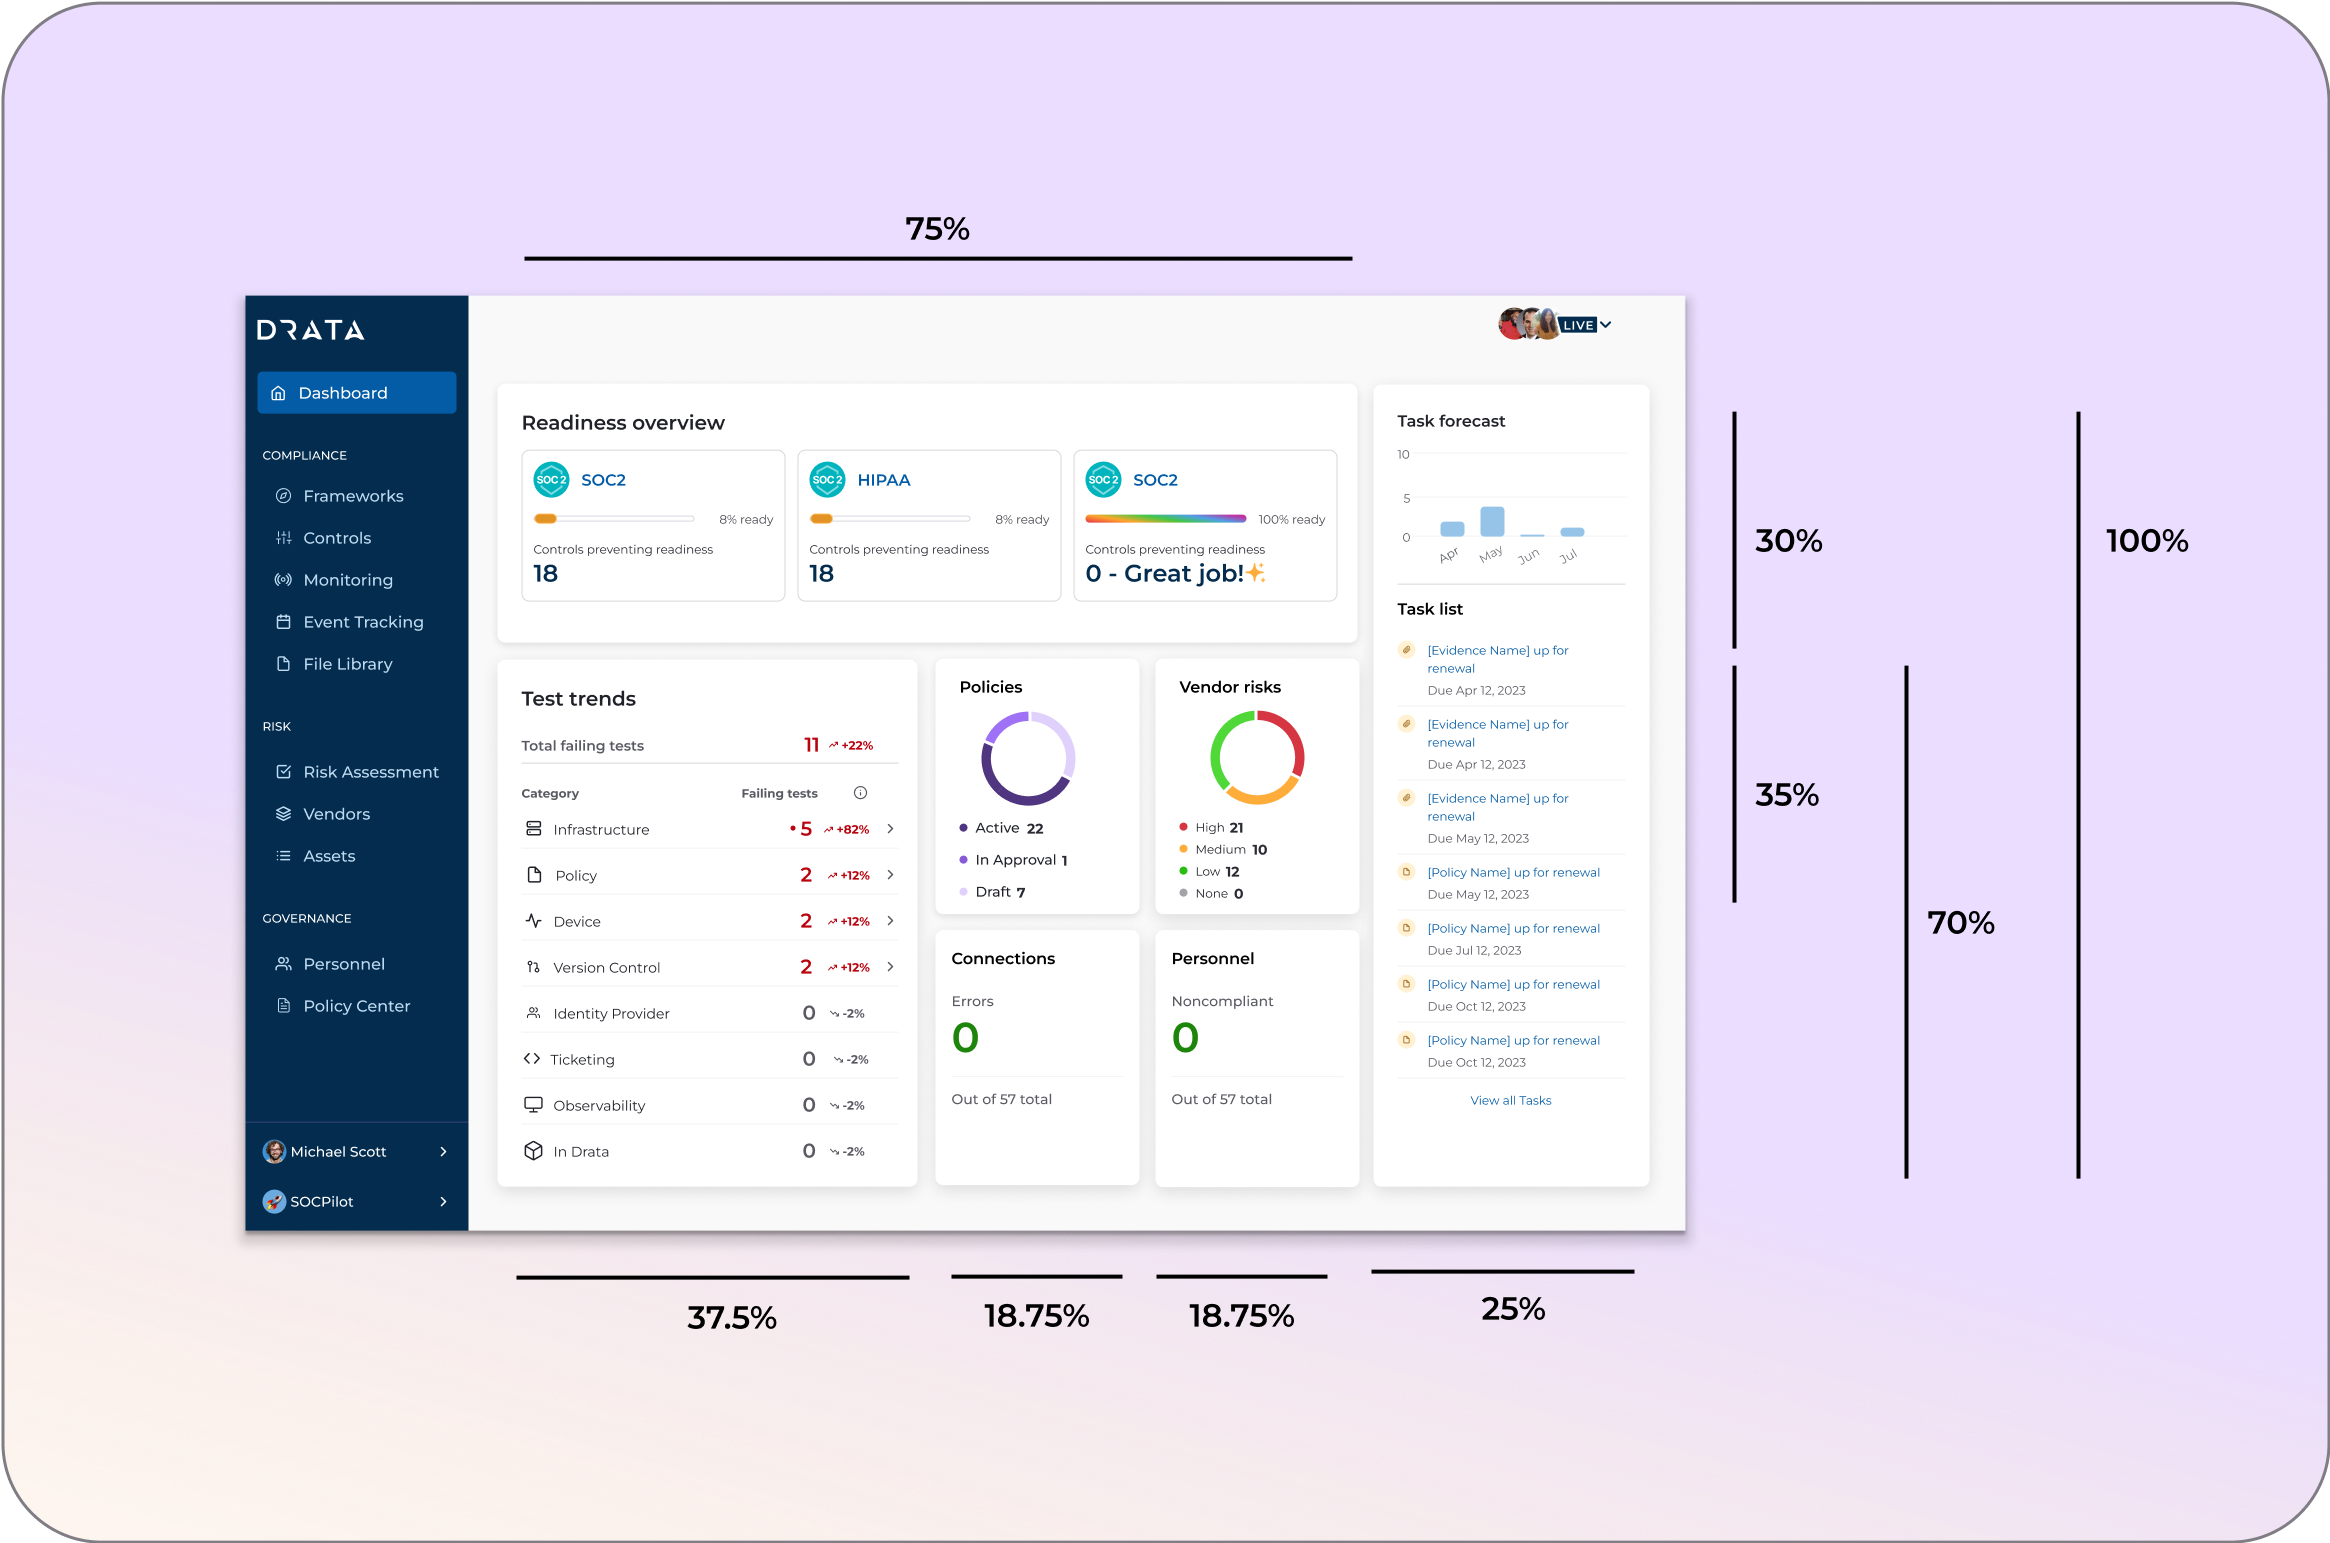 75%
DRATA
LIVE
Dashboard
COMPLIANCE
Frameworks
Controls
Monitoring
Event Tracking
File Library
RISK
Risk Assessment
Vendors
Assets
GOVERNANCE
Personnel
Policy Center
Michael Scott
SOCPilot
Readiness overview
SOC 2
SOC2
8% ready
Controls preventing readiness
18
SOC 2
HIPAA
8% ready
Controls preventing readiness
18
SOC 2
SOC2
100% ready
Controls preventing readiness
0 - Great job!✨
Test trends
Total failing tests 11 +22%
Category Failing tests
Infrastructure • 5 +82%
Policy 2 +12%
Device 2 +12%
Version Control 2 +12%
Identity Provider 0 -2%
Ticketing 0 -2%
Observability 0 -2%
In Drata 0 -2%
Policies
Active 22
In Approval 1
Draft 7
Vendor risks
High 21
Medium 10
Low 12
None 0
Connections
Errors
0
Out of 57 total
Personnel
Noncompliant
0
Out of 57 total
Task forecast
10
5
0
Apr May Jun Jul
Task list
[Evidence Name] up for
renewal
Due Apr 12, 2023
[Evidence Name] up for
renewal
Due Apr 12, 2023
[Evidence Name] up for
renewal
Due May 12, 2023
[Policy Name] up for renewal
Due May 12, 2023
[Policy Name] up for renewal
Due Jul 12, 2023
[Policy Name] up for renewal
Due Oct 12, 2023
[Policy Name] up for renewal
Due Oct 12, 2023
View all Tasks
30%
100%
35%
70%
37.5%
18.75%
18.75%
25%